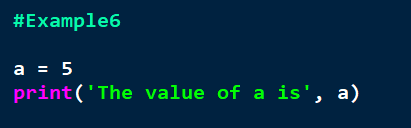 #Example6
a = 5
print('The value of a is', a)